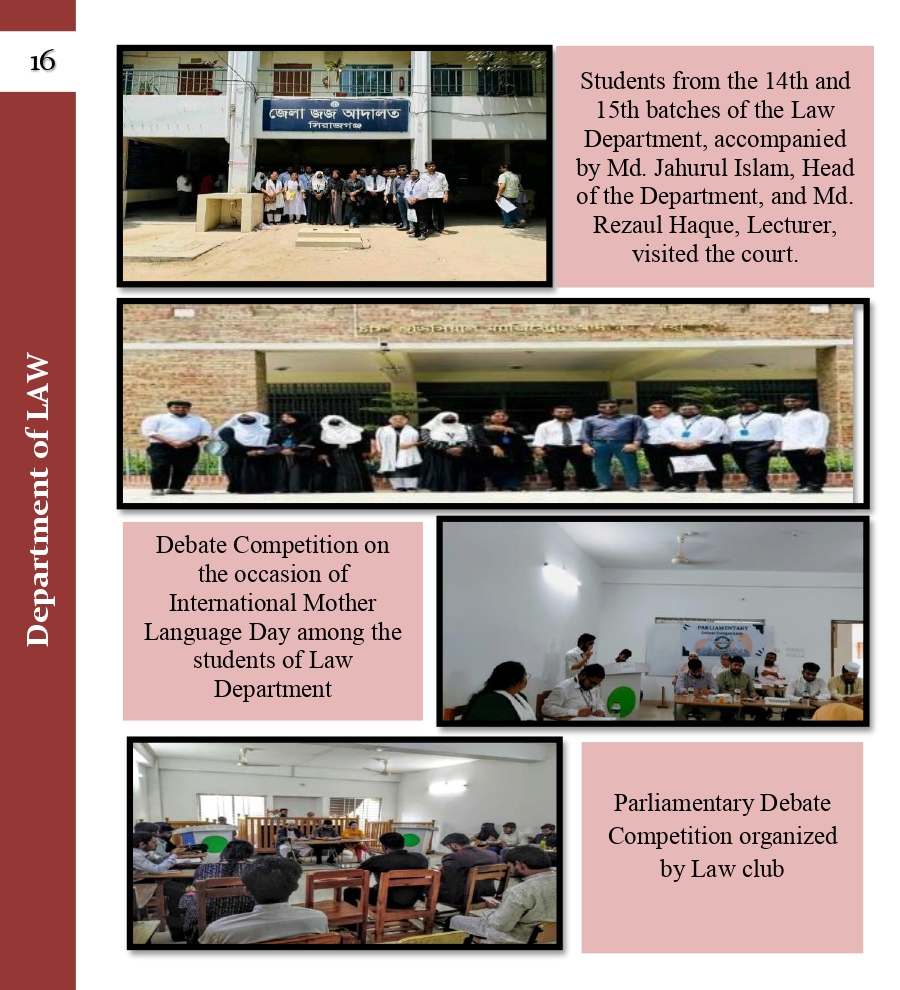 16
Department of LAW
জেলা জজ আদালত
সিরাজগঞ্জ
Students from the 14th and
15th batches of the Law
Department, accompanied
by Md. Jahurul Islam, Head
of the Department, and Md.
Rezaul Haque, Lecturer,
visited the court.
Debate Competition on
the occasion of
International Mother
Language Day among the
students of Law
Department
PARLIAMENTARY
Debate Competition
Parliamentary Debate
Competition organized
by Law club